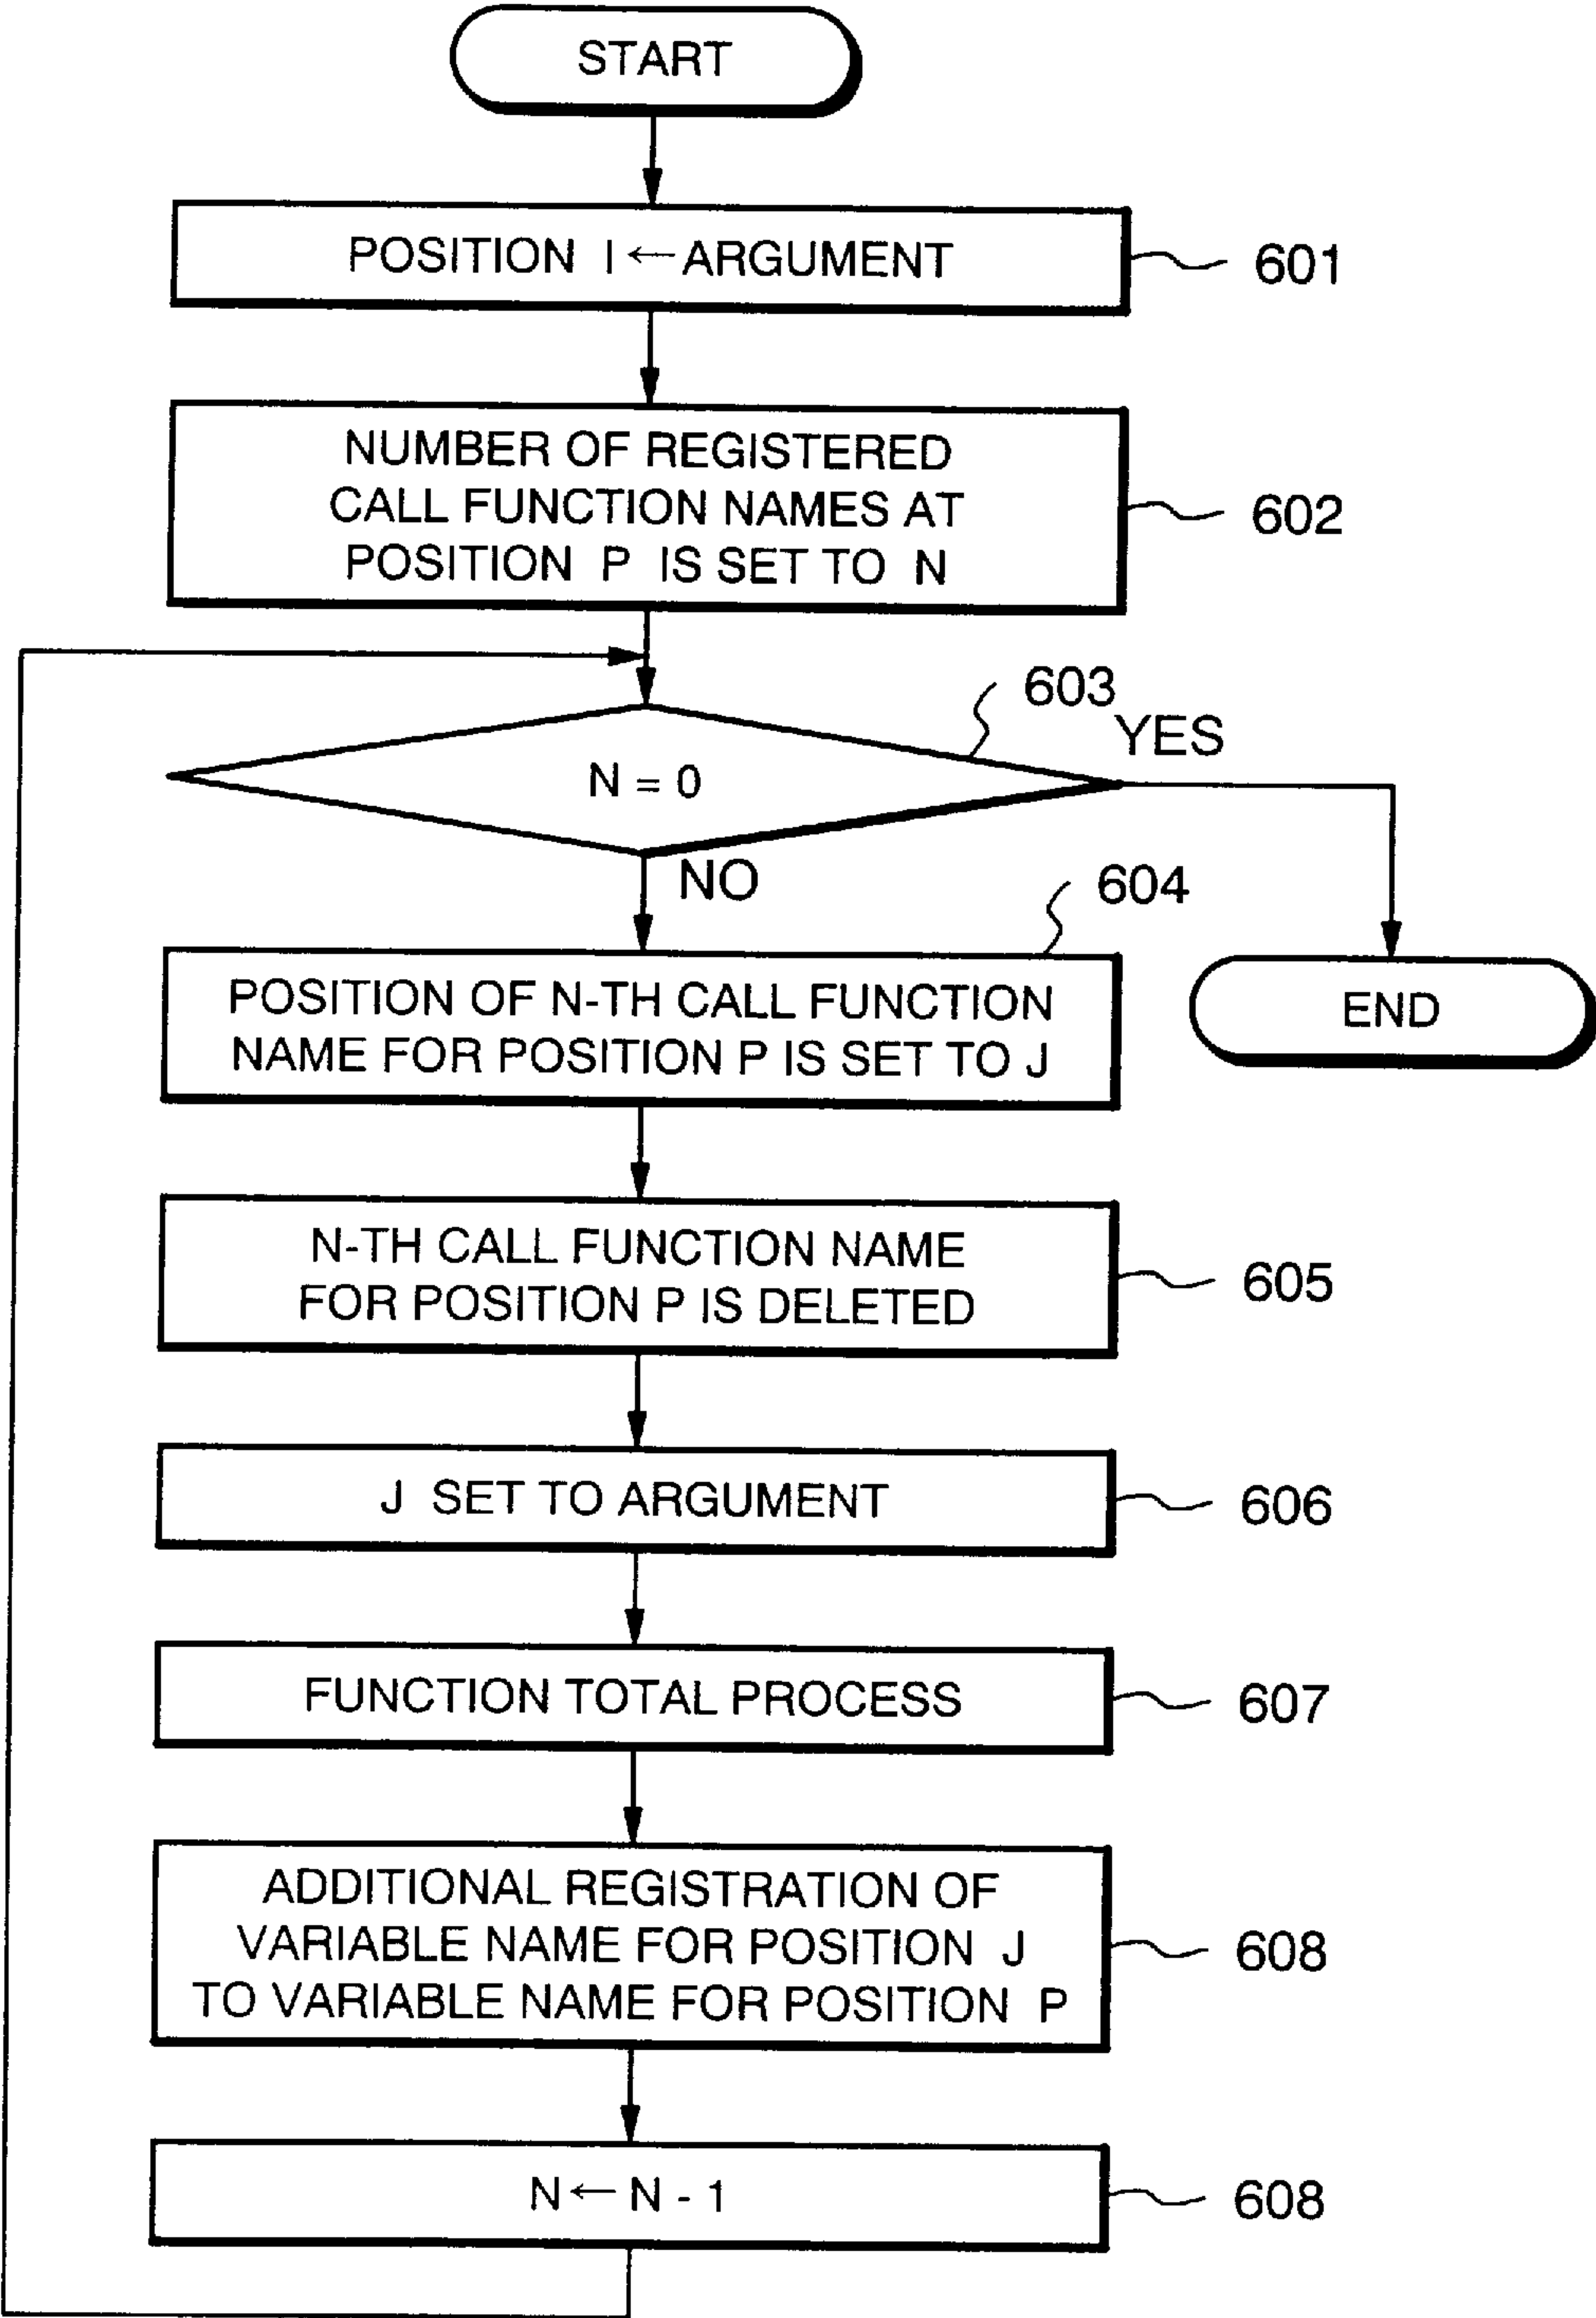 START
POSITION I ← ARGUMENT
601
NUMBER OF REGISTERED
CALL FUNCTION NAMES AT
POSITION P IS SET TO N
602
603
N = 0
YES
NO
604
POSITION OF N-TH CALL FUNCTION
NAME FOR POSITION P IS SET TO J
END
N-TH CALL FUNCTION NAME
FOR POSITION P IS DELETED
605
J SET TO ARGUMENT
606
FUNCTION TOTAL PROCESS
607
ADDITIONAL REGISTRATION OF
VARIABLE NAME FOR POSITION J
TO VARIABLE NAME FOR POSITION P
608
N ← N - 1
608